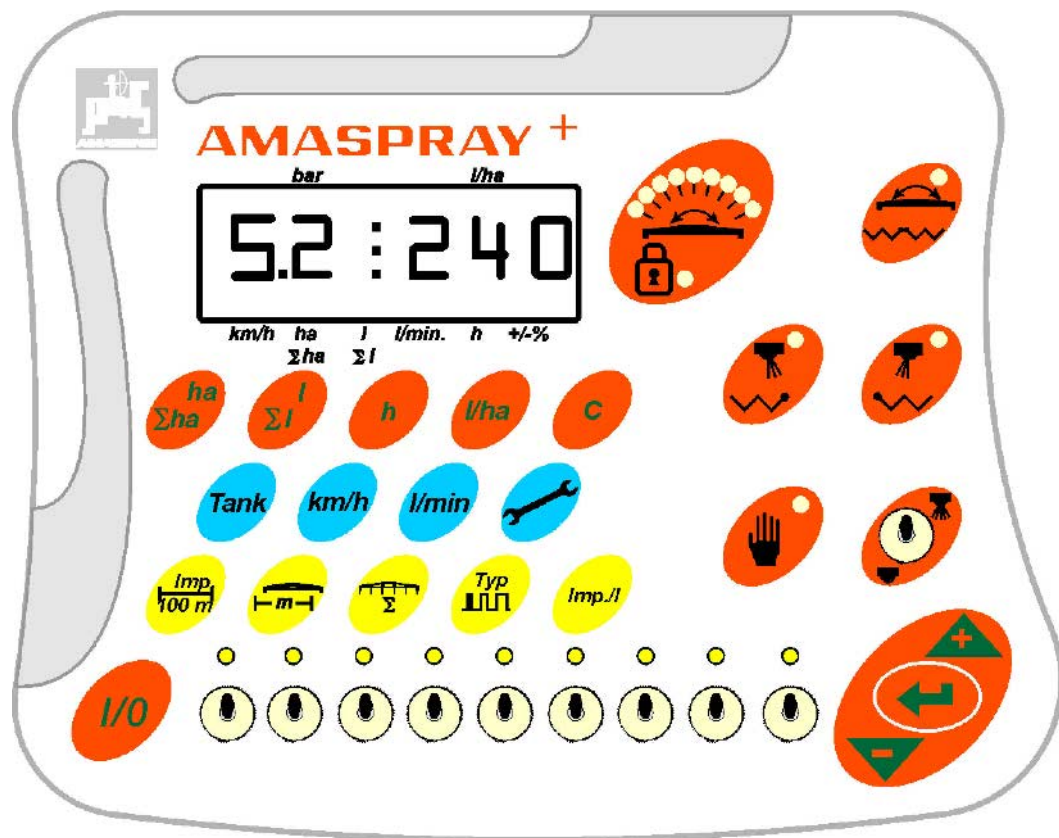 AMASPRAY +
bar l/ha
5.2 : 240
km/h ha l l/min. h +/-%
Σha Σl
ha l h l/ha C
Σha Σl
Tank km/h l/min
Imp. m Typ Imp./l
100 m Σ
I/0 +
-